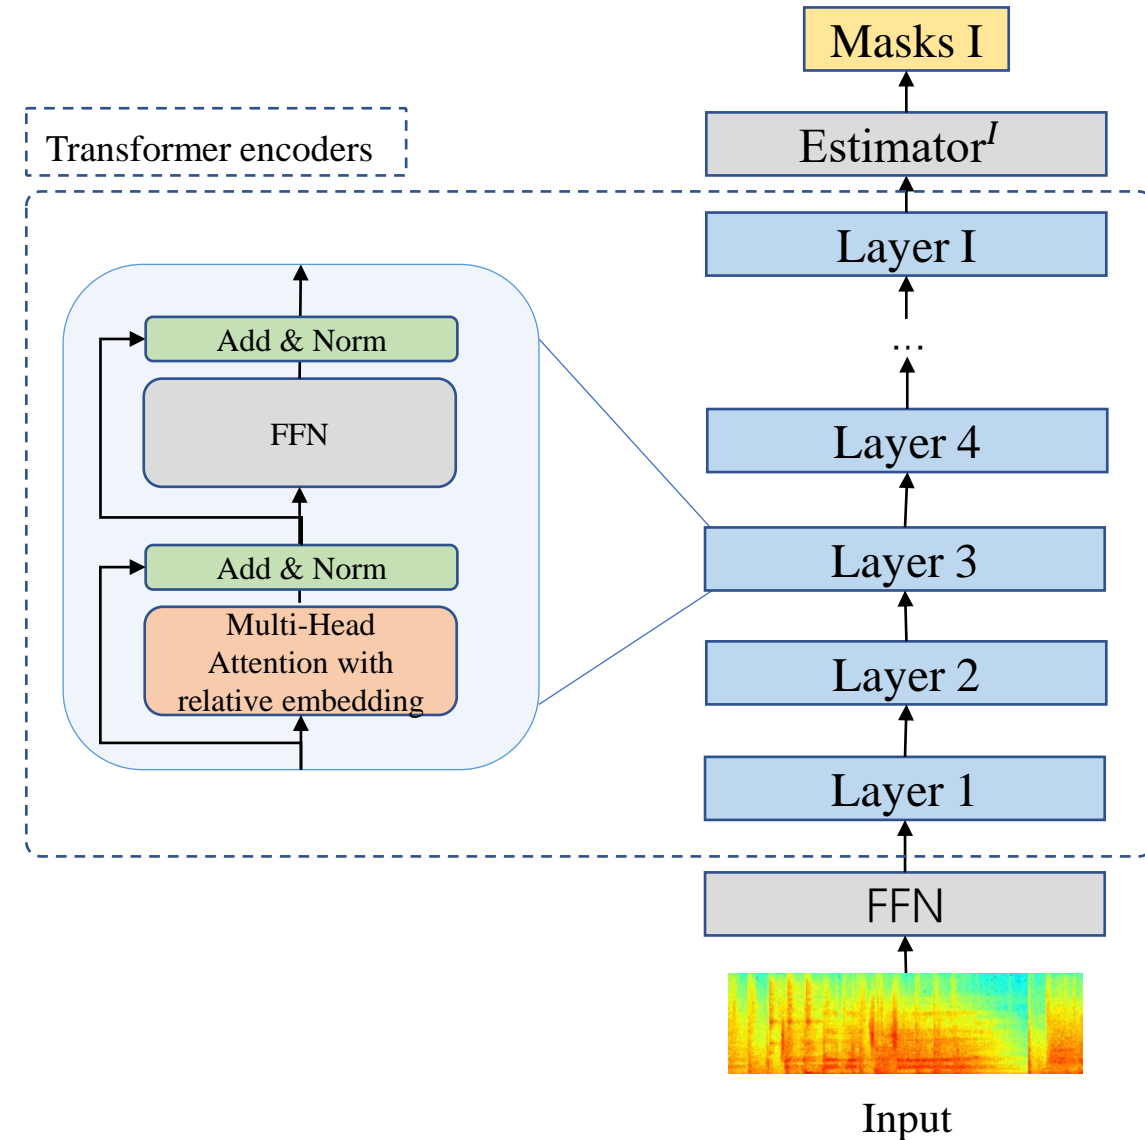 Masks I
Estimator^I
Transformer encoders
Layer I
...
Layer 4
Layer 3
Layer 2
Layer 1
FFN
Input
Add & Norm
FFN
Add & Norm
Multi-Head
Attention with
relative embedding